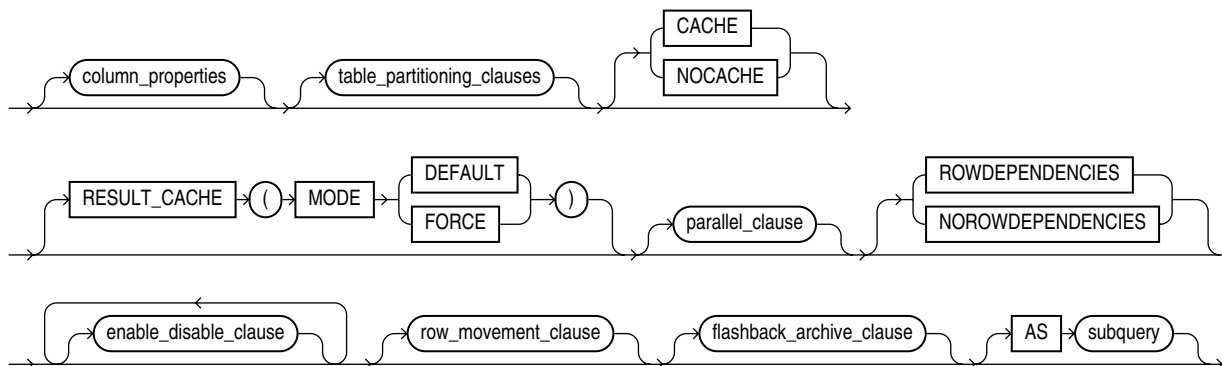 column_properties table_partitioning_clauses CACHE
NOCACHE
RESULT_CACHE ( MODE DEFAULT ) parallel_clause ROWDEPENDENCIES
FORCE NOROWDEPENDENCIES
enable_disable_clause row_movement_clause flashback_archive_clause AS subquery